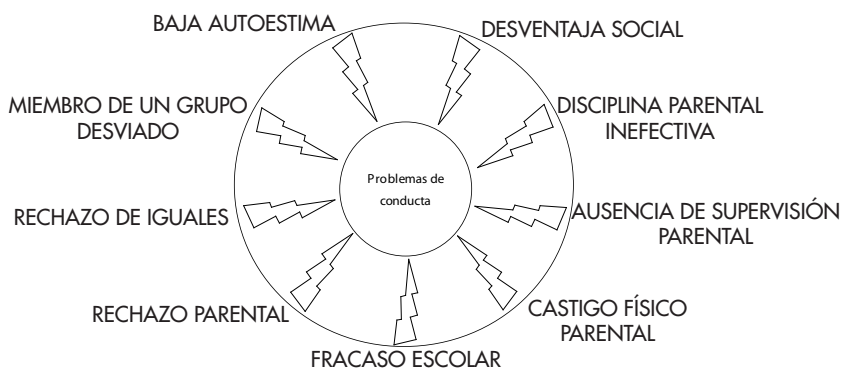 BAJA AUTOESTIMA
DESVENTAJA SOCIAL
MIEMBRO DE UN GRUPO
DESVIADO
DISCIPLINA PARENTAL
INEFECTIVA
Problemas de
conducta
RECHAZO DE IGUALES
AUSENCIA DE SUPERVISIÓN
PARENTAL
RECHAZO PARENTAL
CASTIGO FÍSICO
PARENTAL
FRACASO ESCOLAR